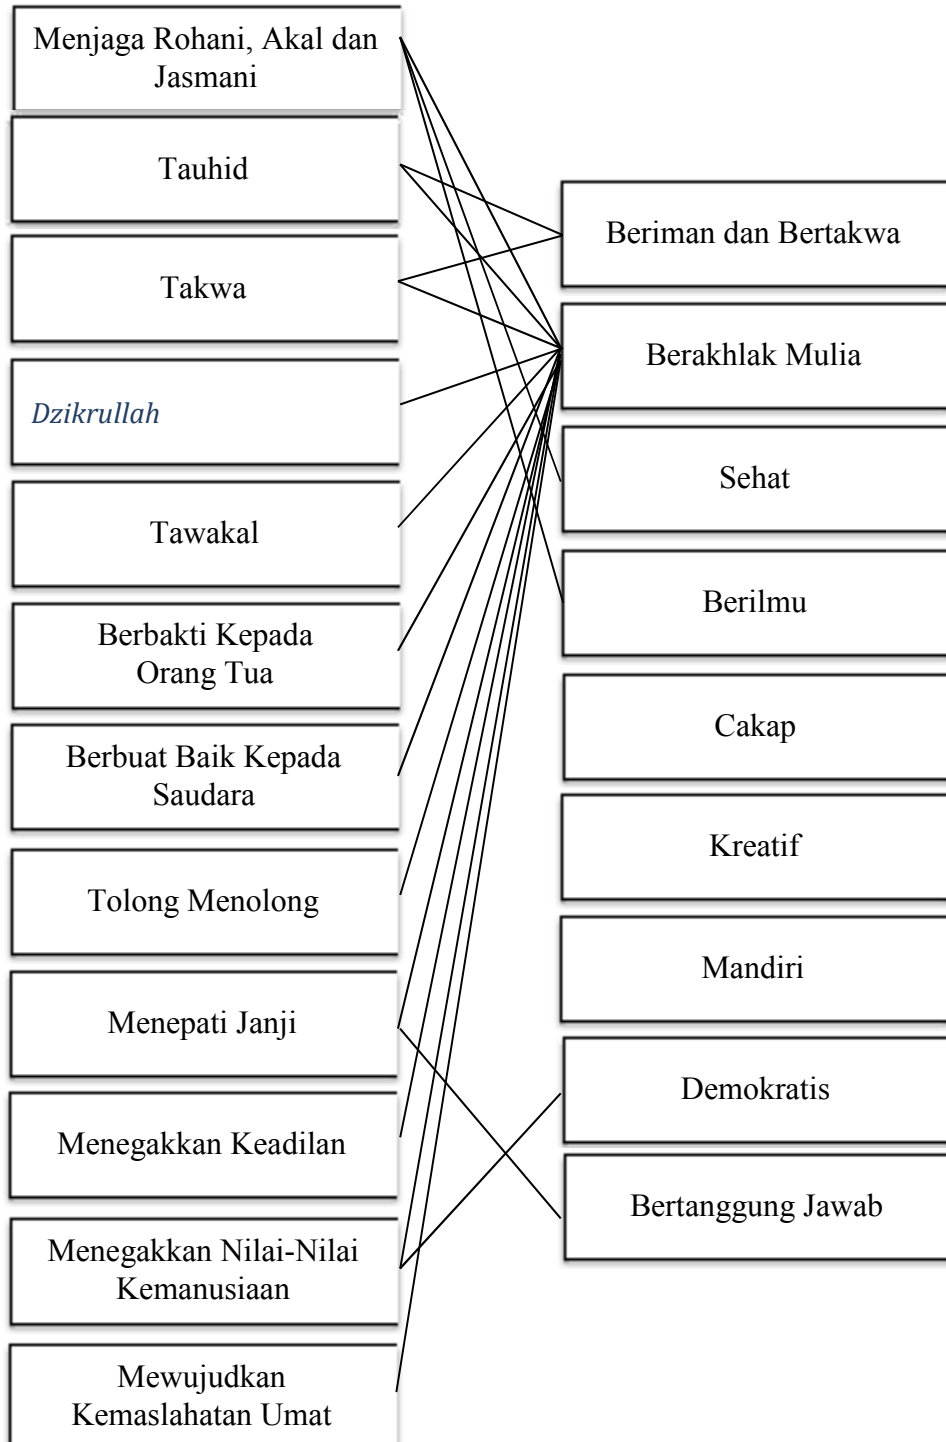 Menjaga Rohani, Akal dan
Jasmani
Tauhid
Takwa
Dzikrullah
Tawakal
Berbakti Kepada
Orang Tua
Berbuat Baik Kepada
Saudara
Tolong Menolong
Menepati Janji
Menegakkan Keadilan
Menegakkan Nilai-Nilai
Kemanusiaan
Mewujudkan
Kemaslahatan Umat
Beriman dan Bertakwa
Berakhlak Mulia
Sehat
Berilmu
Cakap
Kreatif
Mandiri
Demokratis
Bertanggung Jawab